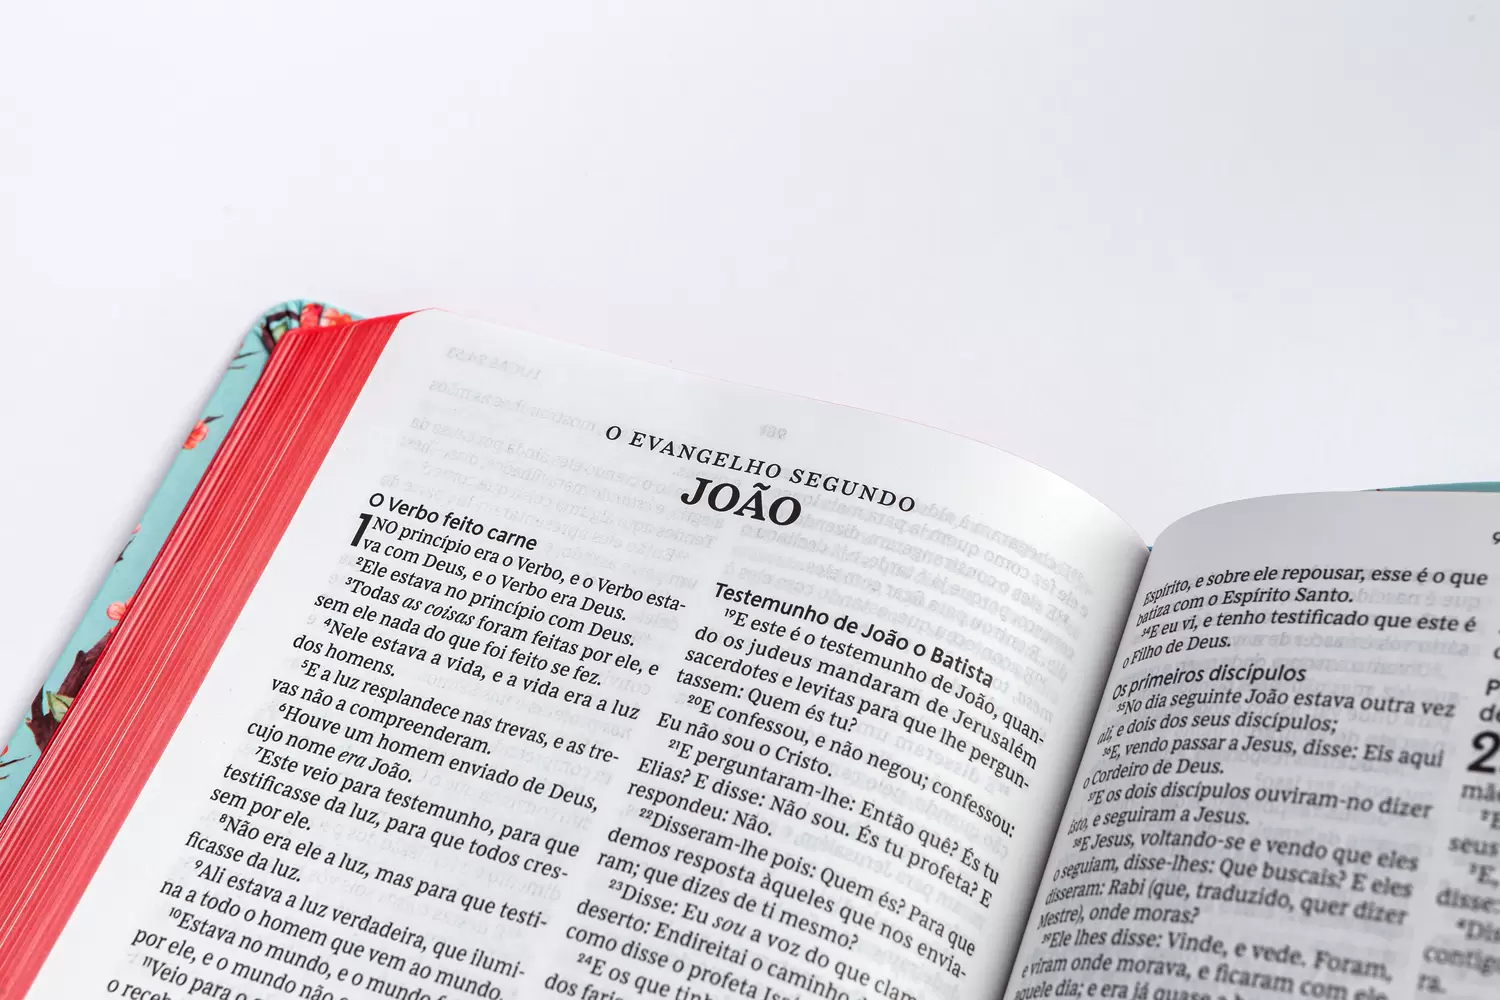 O EVANGELHO SEGUNDO
JOÃO
O Verbo feito carne
1 NO princípio era o Verbo, e o Verbo esta-
va com Deus, e o Verbo era Deus.
2Ele estava no princípio com Deus.
3Todas as coisas foram feitas por ele, e
sem ele nada do que foi feito se fez.
4Nele estava a vida, e a vida era a luz
dos homens.
5E a luz resplandece nas trevas, e as tre-
vas não a compreenderam.
6Houve um homem enviado de Deus,
cujo nome era João.
7Este veio para testemunho, para que
testificasse da luz, para que todos cres-
sem por ele.
8Não era ele a luz, mas para que testi-
ficasse da luz.
9Ali estava a luz verdadeira, que ilumi-
na a todo o homem que vem ao mundo.
10Estava no mundo, e o mundo
por ele, e o mundo não
11Veio para o
o
Testemunho de João o Batista
19E este é o testemunho de João, quan-
do os judeus mandaram de Jerusalém
sacerdotes e levitas para que lhe pergun-
tassem: Quem és tu?
20E confessou, e não negou; confessou:
Eu não sou o Cristo.
21E perguntaram-lhe: Então quê? És tu
Elias? E disse: Não sou. És tu profeta? E
respondeu: Não.
22Disseram-lhe pois: Quem és? Para que
demos resposta àqueles que nos envia-
ram; que dizes de ti mesmo?
23Disse: Eu sou a voz do que clam
deserto: Endireitai o caminho
como disse o profeta
24E os que
dos
Espírito, e sobre ele repousar, esse é o que
batiza com o Espírito Santo.
34E eu vi, e tenho testificado que este é
o Filho de Deus.
Os primeiros discípulos
35No dia seguinte João estava outra vez
ali, e dois dos seus discípulos;
36E, vendo passar a Jesus, disse: Eis aqui
o Cordeiro de Deus.
37E os dois discípulos ouviram-no dizer
isto, e seguiram a Jesus.
38E Jesus, voltando-se e vendo que eles
o seguiam, disse-lhes: Que buscais? E eles
disseram: Rabi (que, traduzido, quer dizer
Mestre), onde moras?
39Ele lhes disse: Vinde, e vede. Foram,
e viram onde morava, e ficaram com ele
aquele dia; e era já quase a
2